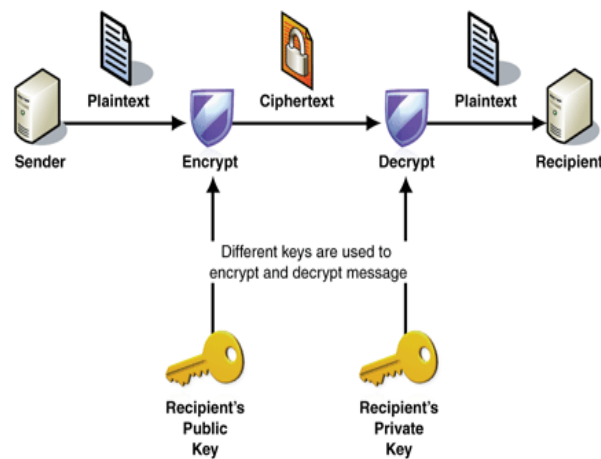 Plaintext
Ciphertext
Plaintext
Sender
Encrypt
Decrypt
Recipient
Different keys are used to
encrypt and decrypt message
Recipient's
Public
Key
Recipient's
Private
Key